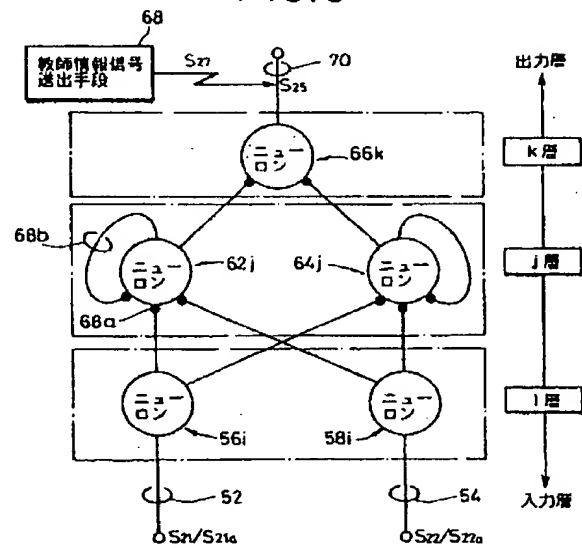 68
教師情報信号
送出手段
S27
S25
70
出力層
ニュー
ロン
66k
k 層
68b
ニュー
ロン
62j
64j
ニュー
ロン
j 層
68a
ニュー
ロン
56i
ニュー
ロン
58i
i 層
52
54
入力層
S21/S21a
S22/S22a